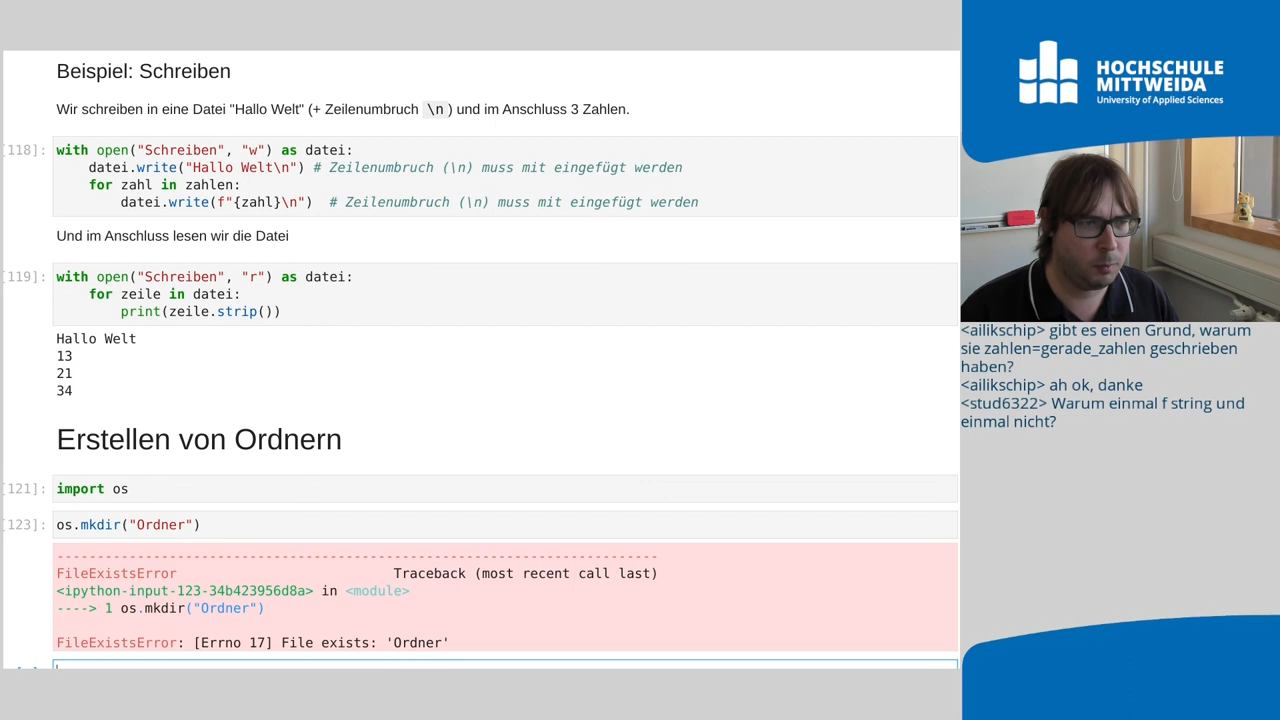 Beispiel: Schreiben
Wir schreiben in eine Datei "Hallo Welt" (+ Zeilenumbruch \n ) und im Anschluss 3 Zahlen.
[118]: with open("Schreiben", "w") as datei:
    datei.write("Hallo Welt\n") # Zeilenumbruch (\n) muss mit eingefügt werden
    for zahl in zahlen:
        datei.write(f"{zahl}\n")  # Zeilenumbruch (\n) muss mit eingefügt werden
Und im Anschluss lesen wir die Datei
[119]: with open("Schreiben", "r") as datei:
    for zeile in datei:
        print(zeile.strip())
Hallo Welt
13
21
34
Erstellen von Ordnern
[121]: import os
[123]: os.mkdir("Ordner")
---------------------------------------------------------------------------
FileExistsError                           Traceback (most recent call last)
<ipython-input-123-34b423956d8a> in <module>
----> 1 os.mkdir("Ordner")
FileExistsError: [Errno 17] File exists: 'Ordner'
HOCHSCHULE
MITTWEIDA
University of Applied Sciences
<ailikschip> gibt es einen Grund, warum
sie zahlen=gerade_zahlen geschrieben
haben?
<ailikschip> ah ok, danke
<stud6322> Warum einmal f string und
einmal nicht?